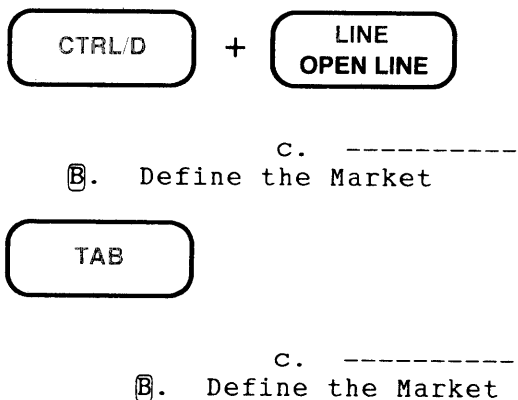 CTRL/D + LINE
OPEN LINE
c. ----------
B. Define the Market
TAB
c. ----------
B. Define the Market